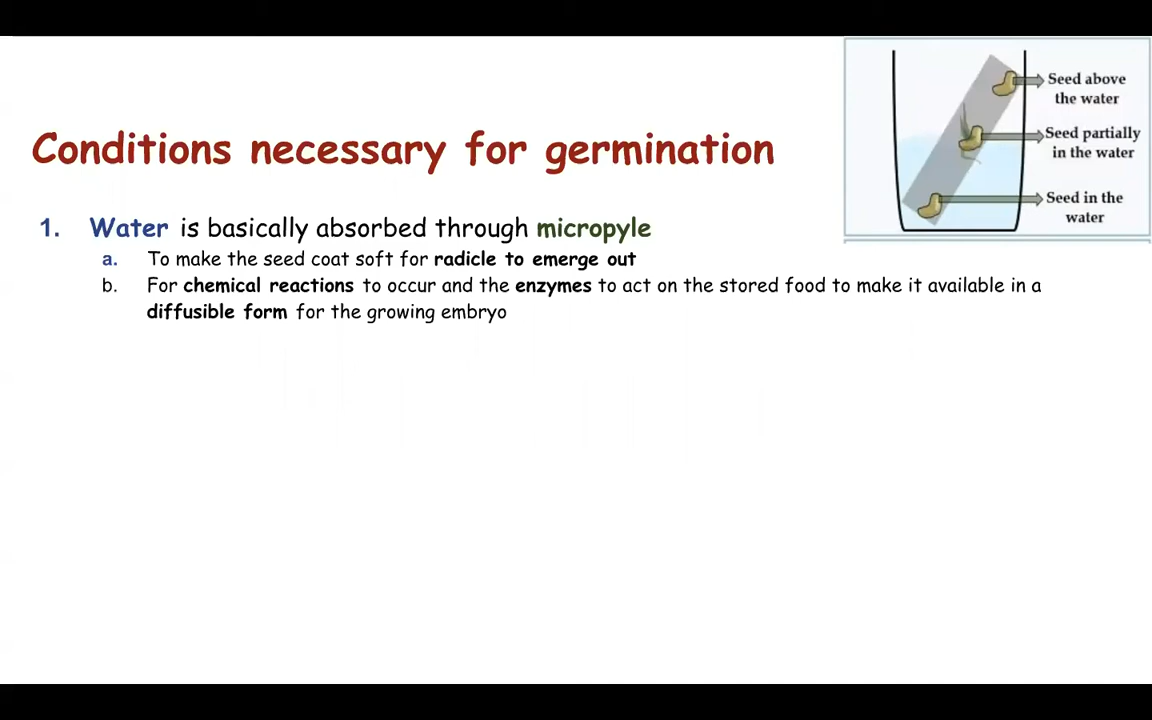 Seed above
the water
Seed partially
in the water
Seed in the
water
Conditions necessary for germination
1. Water is basically absorbed through micropyle
a. To make the seed coat soft for radicle to emerge out
b. For chemical reactions to occur and the enzymes to act on the stored food to make it available in a
diffusible form for the growing embryo